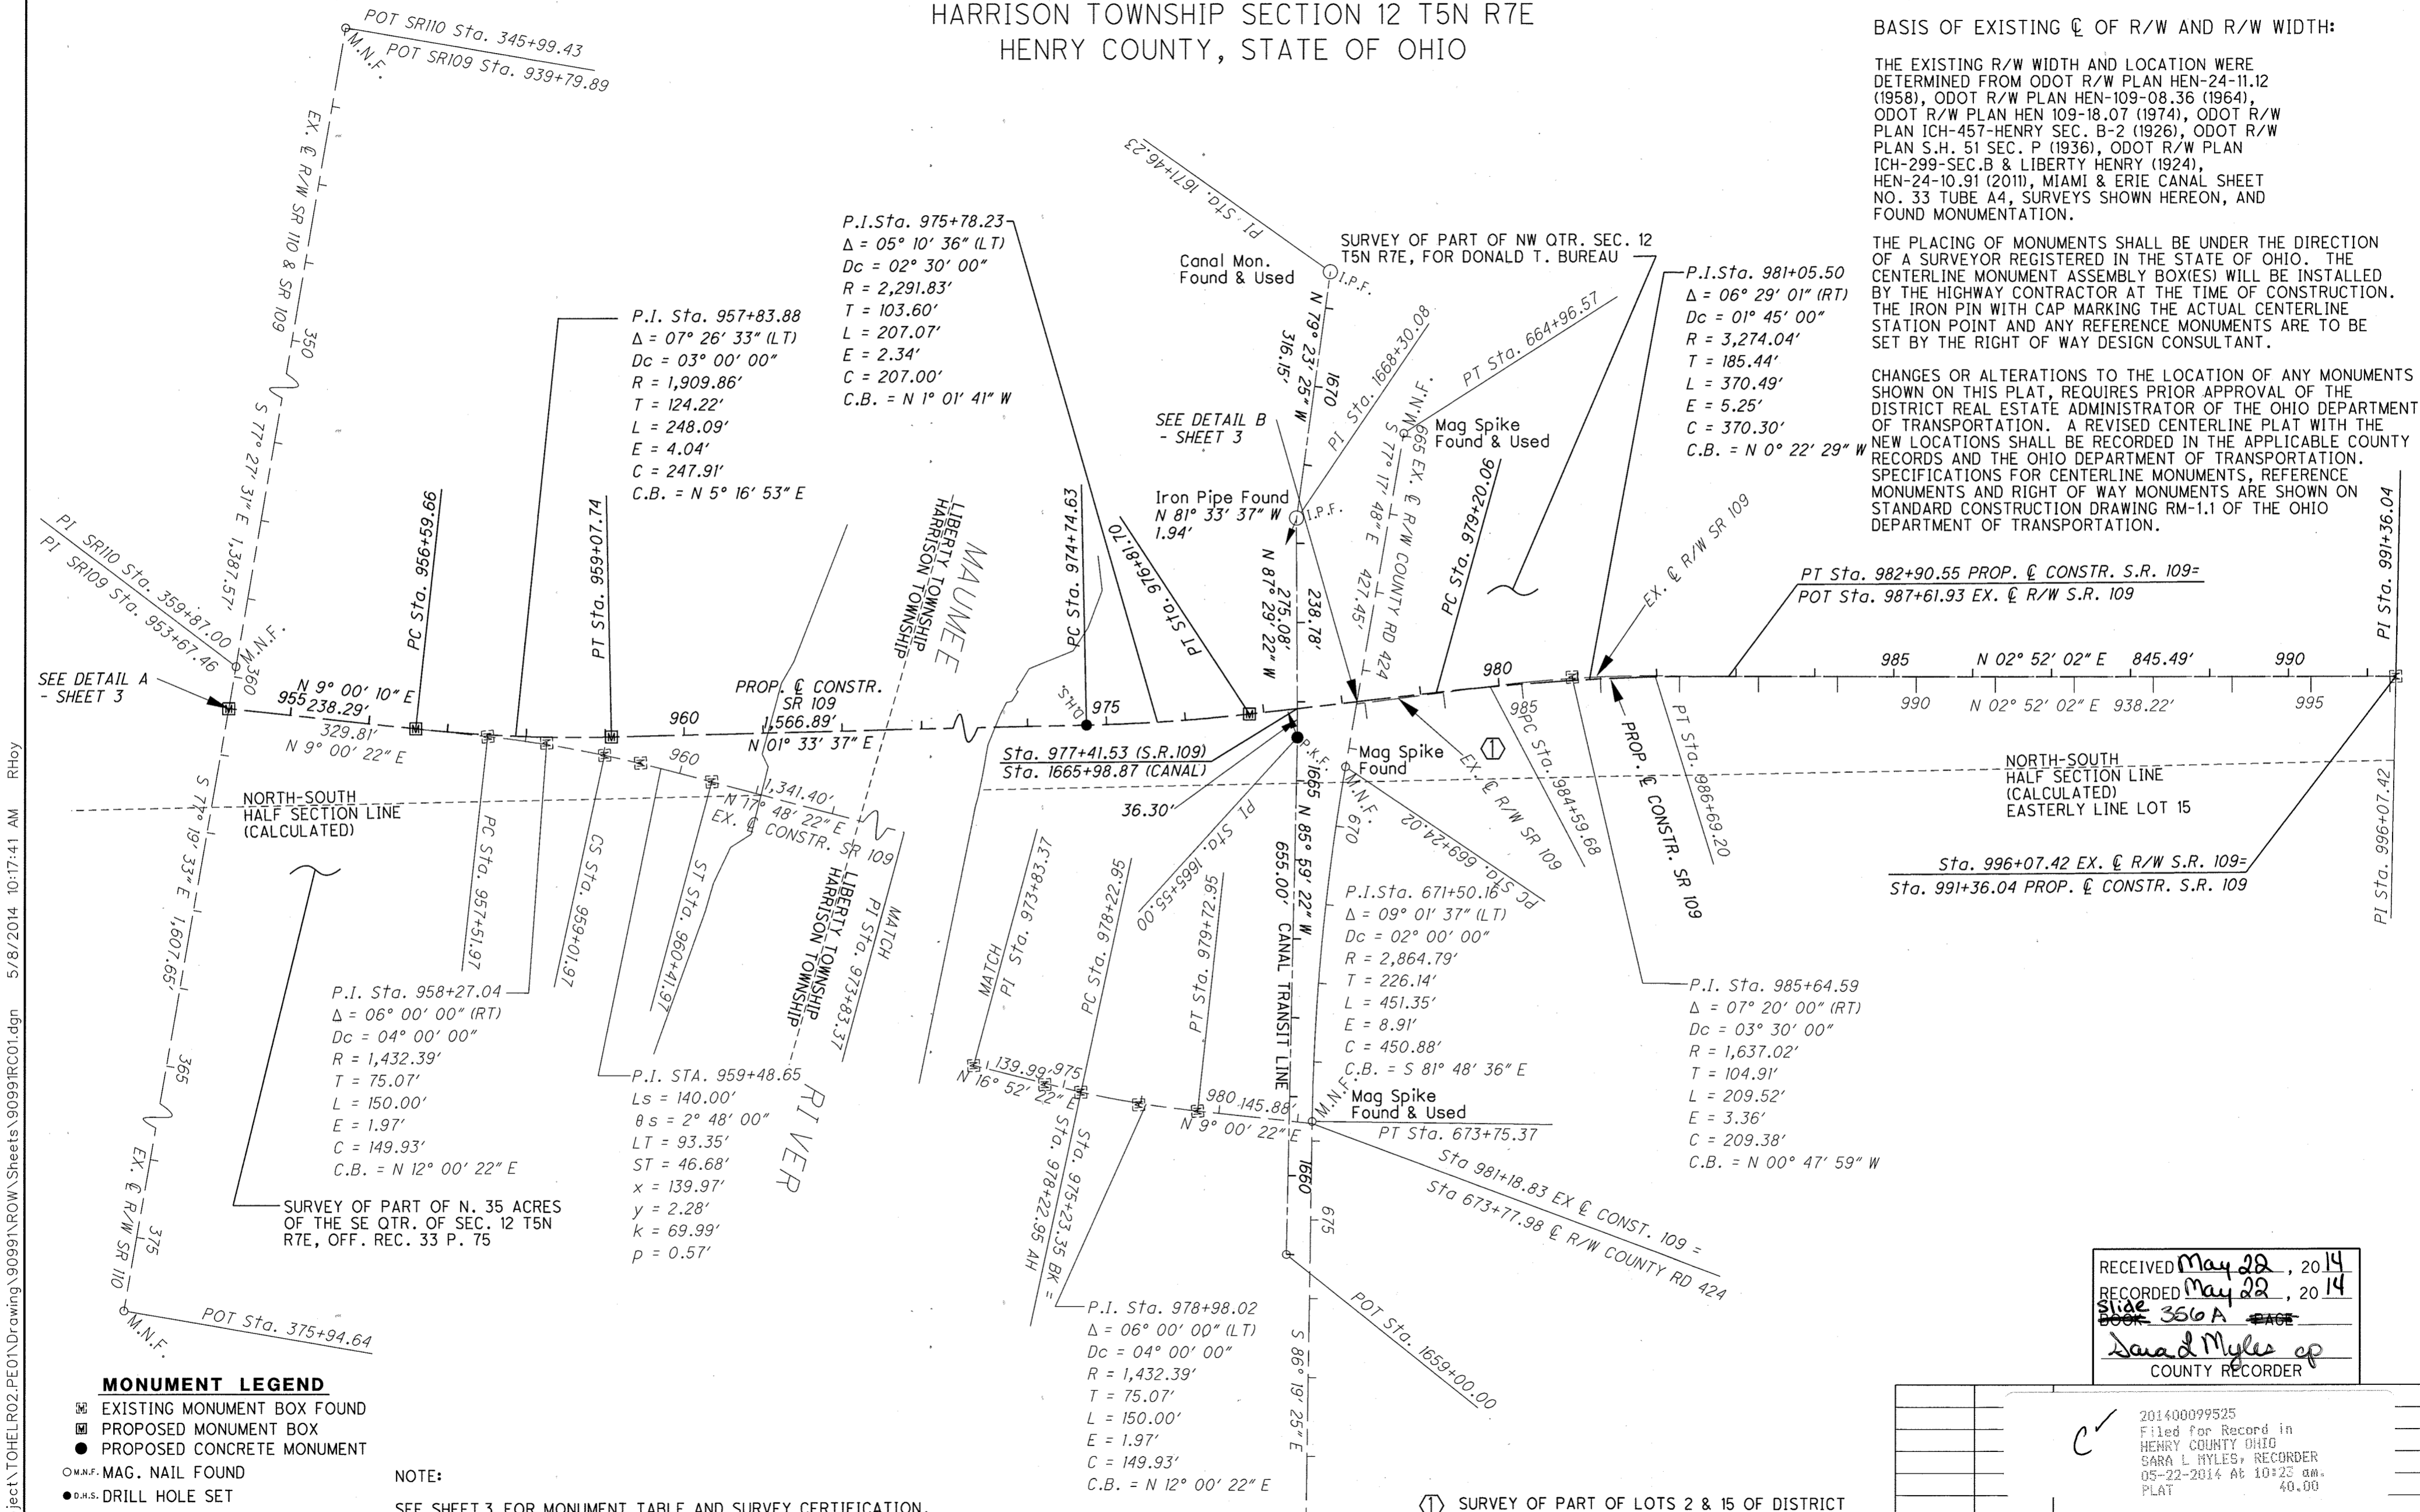 HARRISON TOWNSHIP SECTION 12 T5N R7E
HENRY COUNTY, STATE OF OHIO
BASIS OF EXISTING ℄ OF R/W AND R/W WIDTH:
THE EXISTING R/W WIDTH AND LOCATION WERE
DETERMINED FROM ODOT R/W PLAN HEN-24-11.12
(1958), ODOT R/W PLAN HEN-109-08.36 (1964),
ODOT R/W PLAN HEN 109-18.07 (1974), ODOT R/W
PLAN ICH-457-HENRY SEC. B-2 (1926), ODOT R/W
PLAN S.H. 51 SEC. P (1936), ODOT R/W PLAN
ICH-299-SEC.B & LIBERTY HENRY (1924),
HEN-24-10.91 (2011), MIAMI & ERIE CANAL SHEET
NO. 33 TUBE A4, SURVEYS SHOWN HEREON, AND
FOUND MONUMENTATION.
THE PLACING OF MONUMENTS SHALL BE UNDER THE DIRECTION
OF A SURVEYOR REGISTERED IN THE STATE OF OHIO. THE
CENTERLINE MONUMENT ASSEMBLY BOX(ES) WILL BE INSTALLED
BY THE HIGHWAY CONTRACTOR AT THE TIME OF CONSTRUCTION.
THE IRON PIN WITH CAP MARKING THE ACTUAL CENTERLINE
STATION POINT AND ANY REFERENCE MONUMENTS ARE TO BE
SET BY THE RIGHT OF WAY DESIGN CONSULTANT.
CHANGES OR ALTERATIONS TO THE LOCATION OF ANY MONUMENTS
SHOWN ON THIS PLAT, REQUIRES PRIOR APPROVAL OF THE
DISTRICT REAL ESTATE ADMINISTRATOR OF THE OHIO DEPARTMENT
OF TRANSPORTATION. A REVISED CENTERLINE PLAT WITH THE
NEW LOCATIONS SHALL BE RECORDED IN THE APPLICABLE COUNTY
RECORDS AND THE OHIO DEPARTMENT OF TRANSPORTATION.
SPECIFICATIONS FOR CENTERLINE MONUMENTS, REFERENCE
MONUMENTS AND RIGHT OF WAY MONUMENTS ARE SHOWN ON
STANDARD CONSTRUCTION DRAWING RM-1.1 OF THE OHIO
DEPARTMENT OF TRANSPORTATION.
POT SR110 Sta. 345+99.43
POT SR109 Sta. 939+79.89
M.N.F.
EX. ℄ R/W SR 110 & SR 109
350
S 77° 27' 31" E 1,387.57'
PI SR110 Sta. 359+87.00
PI SR109 Sta. 953+67.46
M.N.F.
360
SEE DETAIL A
- SHEET 3
N 9° 00' 10" E
955
238.29'
329.81'
N 9° 00' 22" E
PC Sta. 956+59.66
PT Sta. 959+07.74
P.I. Sta. 957+83.88
Δ = 07° 26' 33" (LT)
Dc = 03° 00' 00"
R = 1,909.86'
T = 124.22'
L = 248.09'
E = 4.04'
C = 247.91'
C.B. = N 5° 16' 53" E
P.I.Sta. 975+78.23
Δ = 05° 10' 36" (LT)
Dc = 02° 30' 00"
R = 2,291.83'
T = 103.60'
L = 207.07'
E = 2.34'
C = 207.00'
C.B. = N 1° 01' 41" W
PI Sta. 1671+46.23
Canal Mon.
Found & Used
I.P.F.
SURVEY OF PART OF NW QTR. SEC. 12
T5N R7E, FOR DONALD T. BUREAU
P.I.Sta. 981+05.50
Δ = 06° 29' 01" (RT)
Dc = 01° 45' 00"
R = 3,274.04'
T = 185.44'
L = 370.49'
E = 5.25'
C = 370.30'
C.B. = N 0° 22' 29" W
N 79° 23' 25" W
316.15'
1670
PI Sta. 1668+30.08
PT Sta. 664+96.57
SEE DETAIL B
- SHEET 3
Mag Spike
Found & Used
M.N.F.
Iron Pipe Found
N 81° 33' 37" W
1.94'
I.P.F.
S 77° 17' 48" E 427.45'
665 EX. ℄ R/W COUNTY RD 424
PC Sta. 979+20.06
N 87° 29' 22" W
275.08'
238.78'
LIBERTY TOWNSHIP
HARRISON TOWNSHIP
MAUMEE
PC Sta. 974+74.63
PT Sta. 976+81.70
D.H.S.
975
PROP. ℄ CONSTR.
SR 109
960
1,566.89'
N 01° 33' 37" E
960
1,341.40'
N 17° 48' 22" E
EX. ℄ CONSTR. SR 109
Sta. 977+41.53 (S.R.109)
Sta. 1665+98.87 (CANAL)
36.30'
P.K.F.
PI Sta. 1665+55.00
1665
N 85° 59' 22" W
655.00' CANAL TRANSIT LINE
Mag Spike
Found
M.N.F.
670
PC Sta. 669+24.02
EX. ℄ R/W SR 109
1
980
985
PC Sta. 984+59.68
EX. ℄ R/W SR 109
PROP. ℄ CONSTR. SR 109
PT Sta. 986+69.20
PT Sta. 982+90.55 PROP. ℄ CONSTR. S.R. 109=
POT Sta. 987+61.93 EX. ℄ R/W S.R. 109
985
N 02° 52' 02" E 845.49'
990
990
N 02° 52' 02" E 938.22'
995
PI Sta. 991+36.04
PI Sta. 996+07.42
NORTH-SOUTH
HALF SECTION LINE
(CALCULATED)
EASTERLY LINE LOT 15
Sta. 996+07.42 EX. ℄ R/W S.R. 109=
Sta. 991+36.04 PROP. ℄ CONSTR. S.R. 109
NORTH-SOUTH
HALF SECTION LINE
(CALCULATED)
S 77° 19' 33" E 1,607.65'
365
EX. ℄ R/W SR 110
375
M.N.F.
POT Sta. 375+94.64
PC Sta. 957+51.97
CS Sta. 959+01.97
ST Sta. 960+41.97
P.I. Sta. 958+27.04
Δ = 06° 00' 00" (RT)
Dc = 04° 00' 00"
R = 1,432.39'
T = 75.07'
L = 150.00'
E = 1.97'
C = 149.93'
C.B. = N 12° 00' 22" E
SURVEY OF PART OF N. 35 ACRES
OF THE SE QTR. OF SEC. 12 T5N
R7E, OFF. REC. 33 P. 75
P.I. STA. 959+48.65
Ls = 140.00'
θs = 2° 48' 00"
LT = 93.35'
ST = 46.68'
x = 139.97'
y = 2.28'
k = 69.99'
p = 0.57'
LIBERTY TOWNSHIP
HARRISON TOWNSHIP
MATCH
PI Sta. 973+83.37
RIVER
MATCH
PI Sta. 973+83.37
PC Sta. 978+22.95
PT Sta. 979+72.95
139.99'
975
N 16° 52' 22" E
980
145.88'
N 9° 00' 22" E
Sta. 975+23.35 BK =
Sta. 978+22.95 AH
P.I.Sta. 671+50.16
Δ = 09° 01' 37" (LT)
Dc = 02° 00' 00"
R = 2,864.79'
T = 226.14'
L = 451.35'
E = 8.91'
C = 450.88'
C.B. = S 81° 48' 36" E
M.N.F.
Mag Spike
Found & Used
PT Sta. 673+75.37
1660
675
Sta 981+18.83 EX ℄ CONST. 109 =
Sta 673+77.98 ℄ R/W COUNTY RD 424
POT Sta. 1659+00.00
S 86° 19' 25" E
P.I. Sta. 985+64.59
Δ = 07° 20' 00" (RT)
Dc = 03° 30' 00"
R = 1,637.02'
T = 104.91'
L = 209.52'
E = 3.36'
C = 209.38'
C.B. = N 00° 47' 59" W
P.I. Sta. 978+98.02
Δ = 06° 00' 00" (LT)
Dc = 04° 00' 00"
R = 1,432.39'
T = 75.07'
L = 150.00'
E = 1.97'
C = 149.93'
C.B. = N 12° 00' 22" E
MONUMENT LEGEND
EXISTING MONUMENT BOX FOUND
PROPOSED MONUMENT BOX
PROPOSED CONCRETE MONUMENT
M.N.F. MAG. NAIL FOUND
D.H.S. DRILL HOLE SET
NOTE:
SEE SHEET 3 FOR MONUMENT TABLE AND SURVEY CERTIFICATION.
1 SURVEY OF PART OF LOTS 2 & 15 OF DISTRICT
RECEIVED May 22, 2014
RECORDED May 22, 2014
Slide
BOOK 356A PAGE
Sara L Myles cp
COUNTY RECORDER
C
201400099525
Filed for Record in
HENRY COUNTY OHIO
SARA L MYLES, RECORDER
05-22-2014 At 10:23 am.
PLAT 40.00
ject\TOHELR02.PE01\Drawing\90991\ROW\Sheets\90991RC01.dgn 5/8/2014 10:17:41 AM RHoy